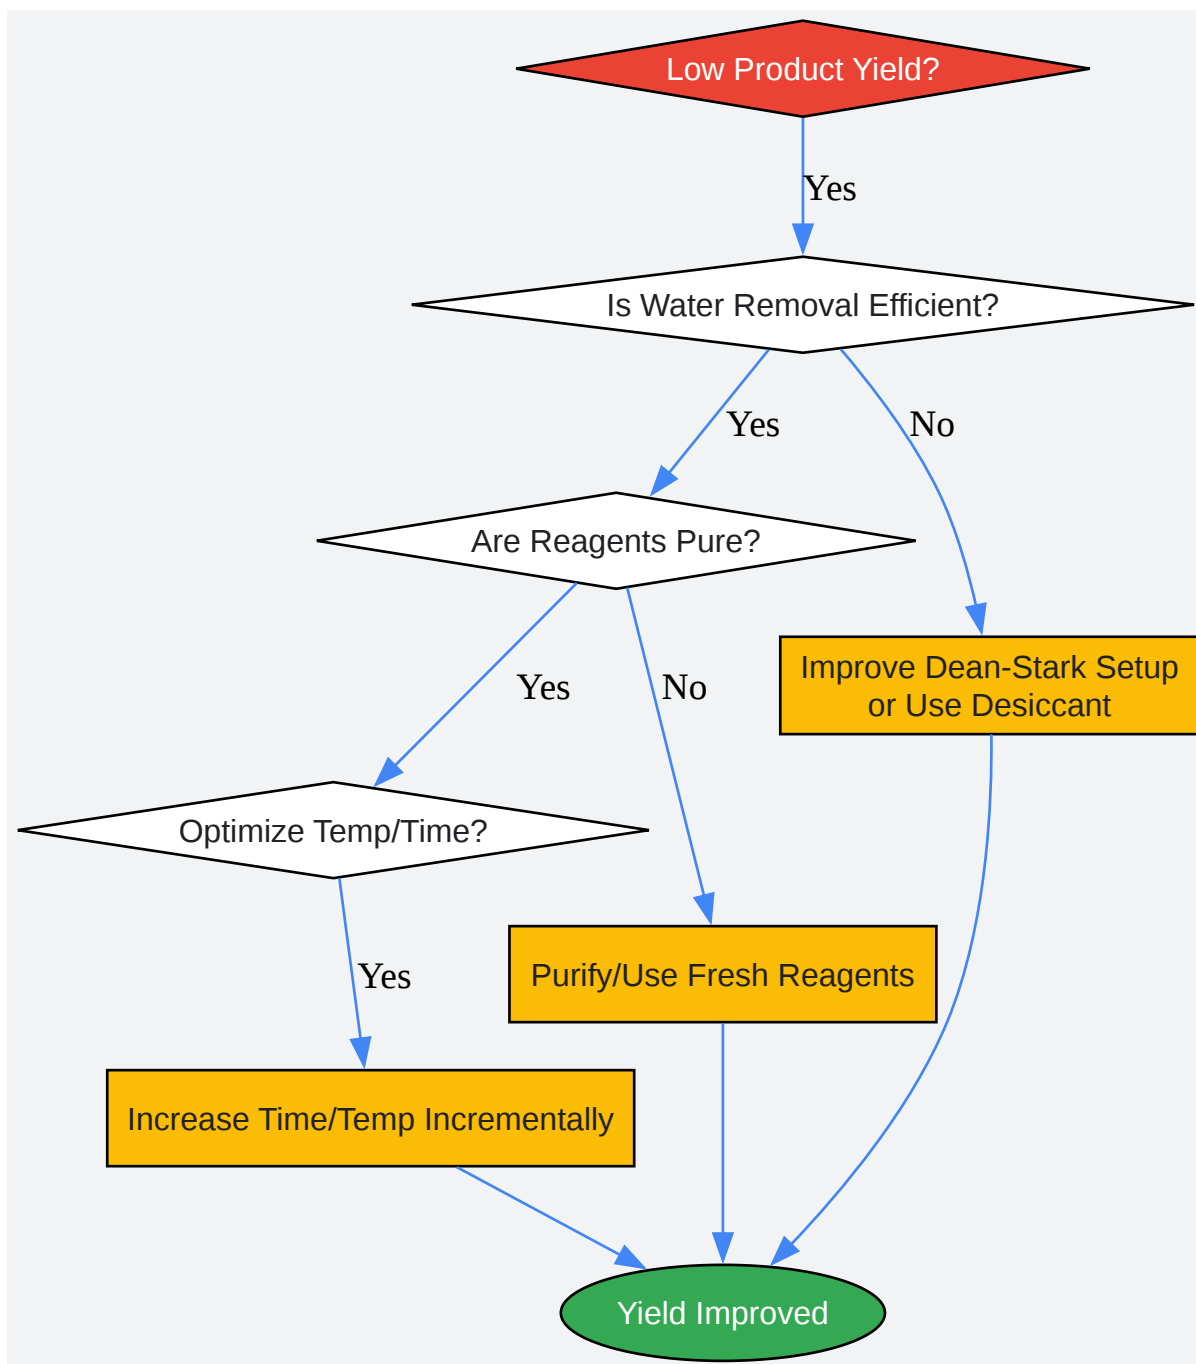 Low Product Yield?
Yes
Is Water Removal Efficient?
Yes
No
Are Reagents Pure?
Improve Dean-Stark Setup
or Use Desiccant
Yes
No
Optimize Temp/Time?
Yes
Purify/Use Fresh Reagents
Increase Time/Temp Incrementally
Yield Improved